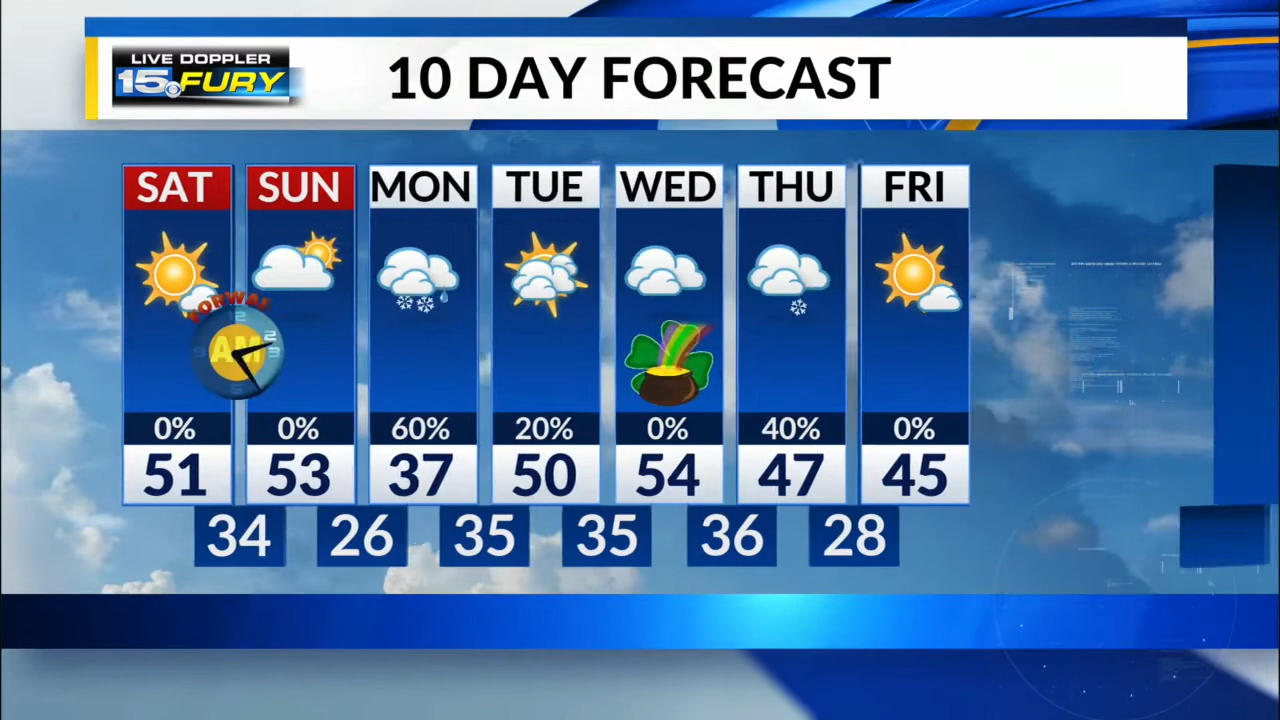 LIVE DOPPLER
15 FURY
10 DAY FORECAST
SAT SUN MON TUE WED THU FRI
AM
0% 0% 60% 20% 0% 40% 0%
51 53 37 50 54 47 45
34 26 35 35 36 28